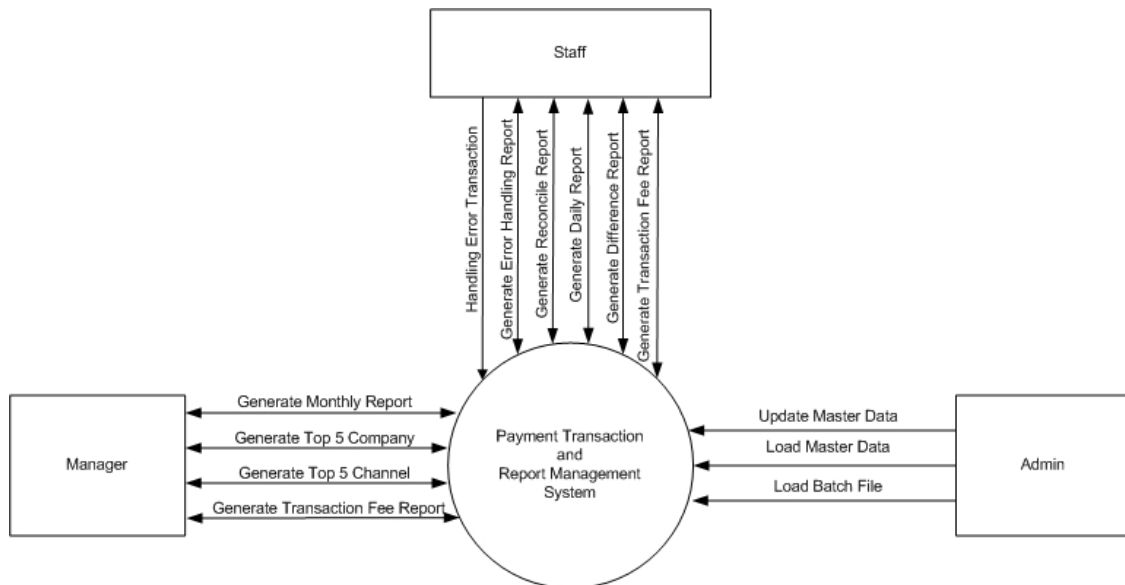 Staff
Handling Error Transaction
Generate Error Handling Report
Generate Reconcile Report
Generate Daily Report
Generate Difference Report
Generate Transaction Fee Report
Manager
Generate Monthly Report
Generate Top 5 Company
Generate Top 5 Channel
Generate Transaction Fee Report
Payment Transaction
and
Report Management
System
Update Master Data
Load Master Data
Load Batch File
Admin